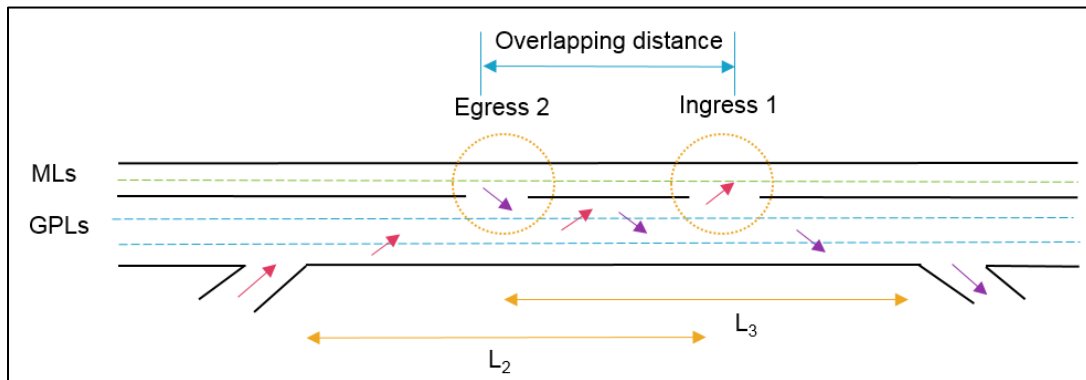 Overlapping distance
Egress 2
Ingress 1
MLs
GPLs
L₃
L₂